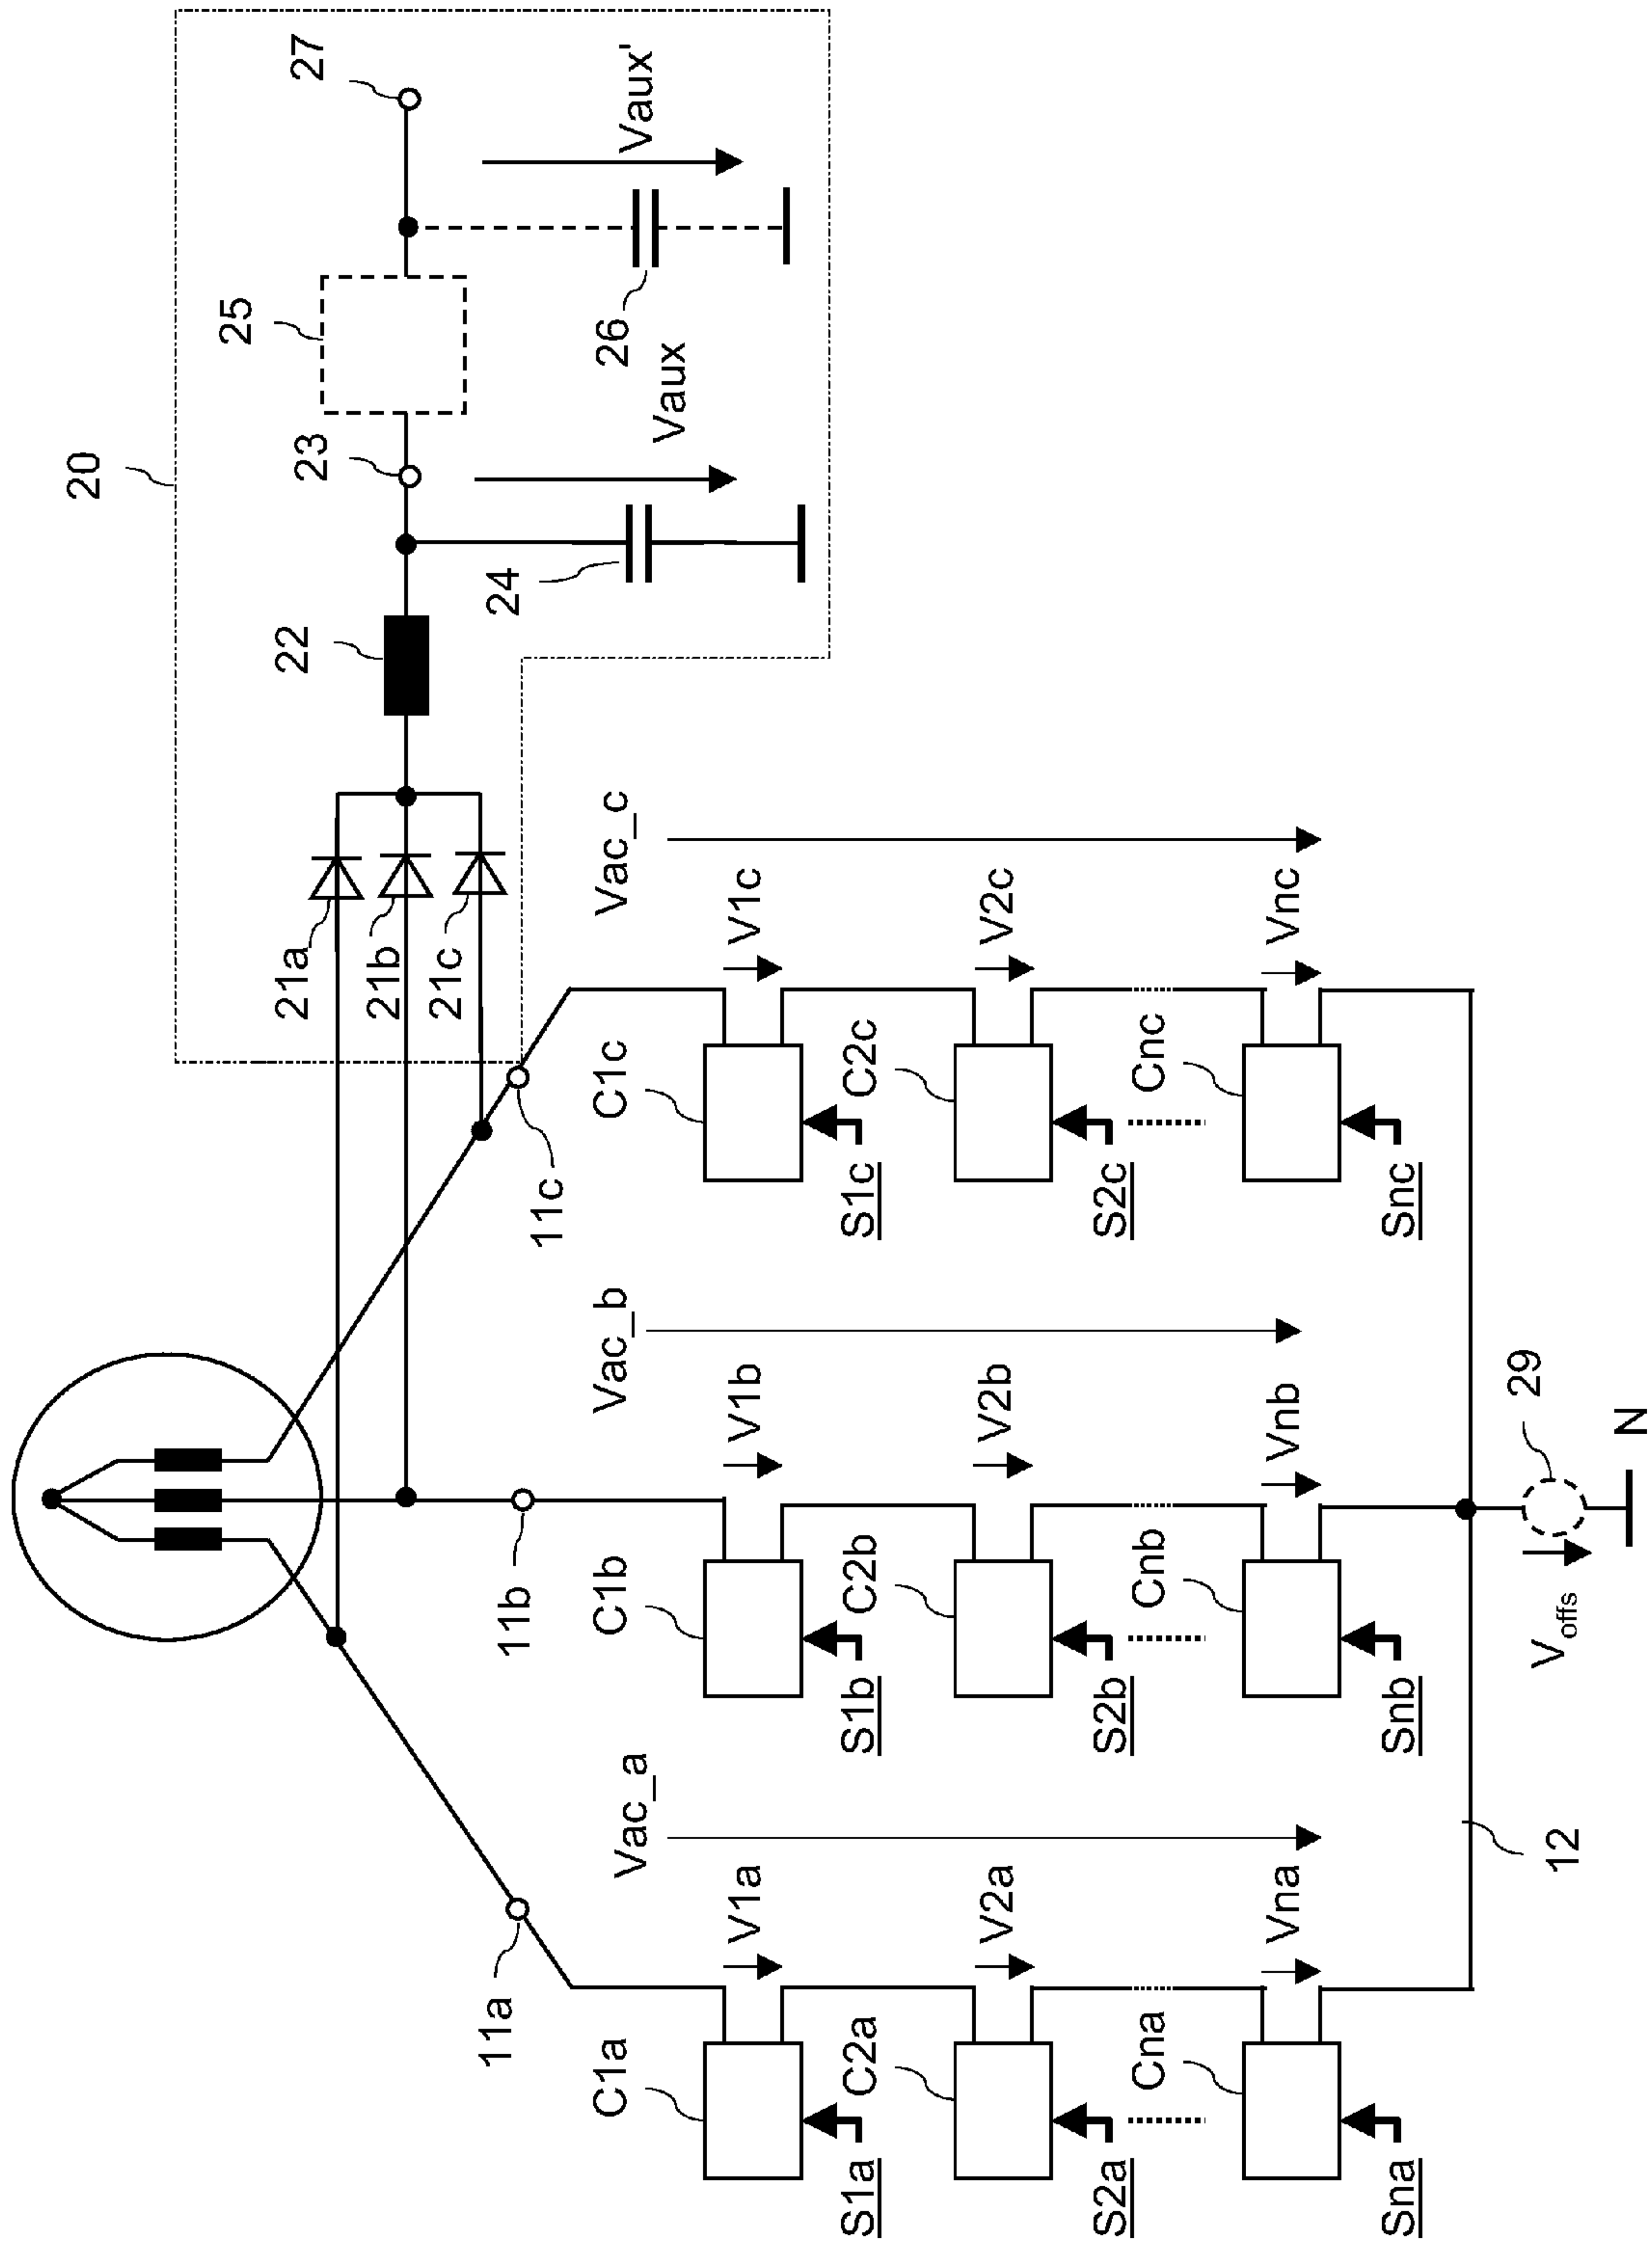 20
27
25
23
22
Vaux'
26
Vaux
24
21a
21b
21c
11a
11b
11c
Vac_a
Vac_b
Vac_c
C1a
V1a
C1b
V1b
C1c
V1c
S1a
S1b
S1c
C2a
V2a
C2b
V2b
C2c
V2c
S2a
S2b
S2c
Cna
Vna
Cnb
Vnb
Cnc
Vnc
Sna
Snb
Snc
12
Voffs
29
N